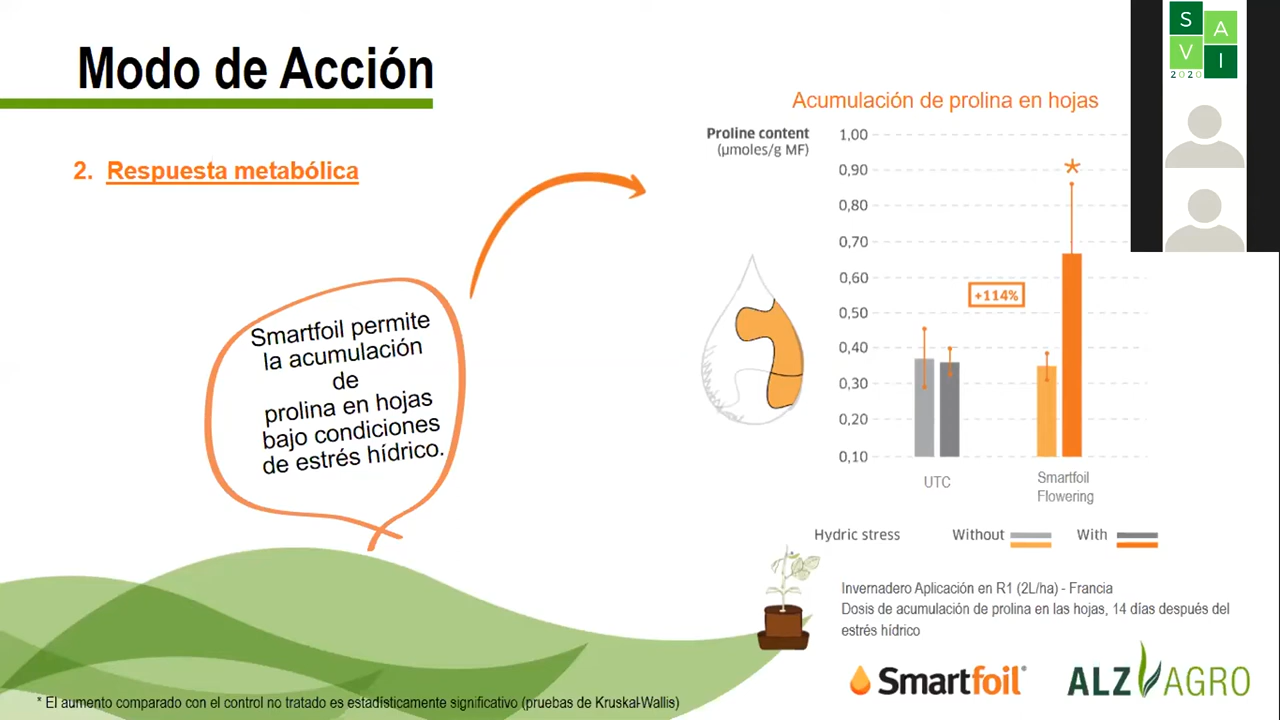 Modo de Acción
2. Respuesta metabólica
Smartfoil permite
la acumulación
de
prolina en hojas
bajo condiciones
de estrés hídrico.
Acumulación de prolina en hojas
Proline content
(µmoles/g MF)
1,00
0,90
0,80
0,70
0,60
0,50
0,40
0,30
0,20
0,10
*
+114%
UTC
Smartfoil
Flowering
Hydric stress Without With
Invernadero Aplicación en R1 (2L/ha) - Francia
Dosis de acumulación de prolina en las hojas, 14 días después del
estrés hídrico
Smartfoil®
ALZ AGRO
* El aumento comparado con el control no tratado es estadísticamente significativo (pruebas de Kruskal-Wallis)
S A
V I
2020